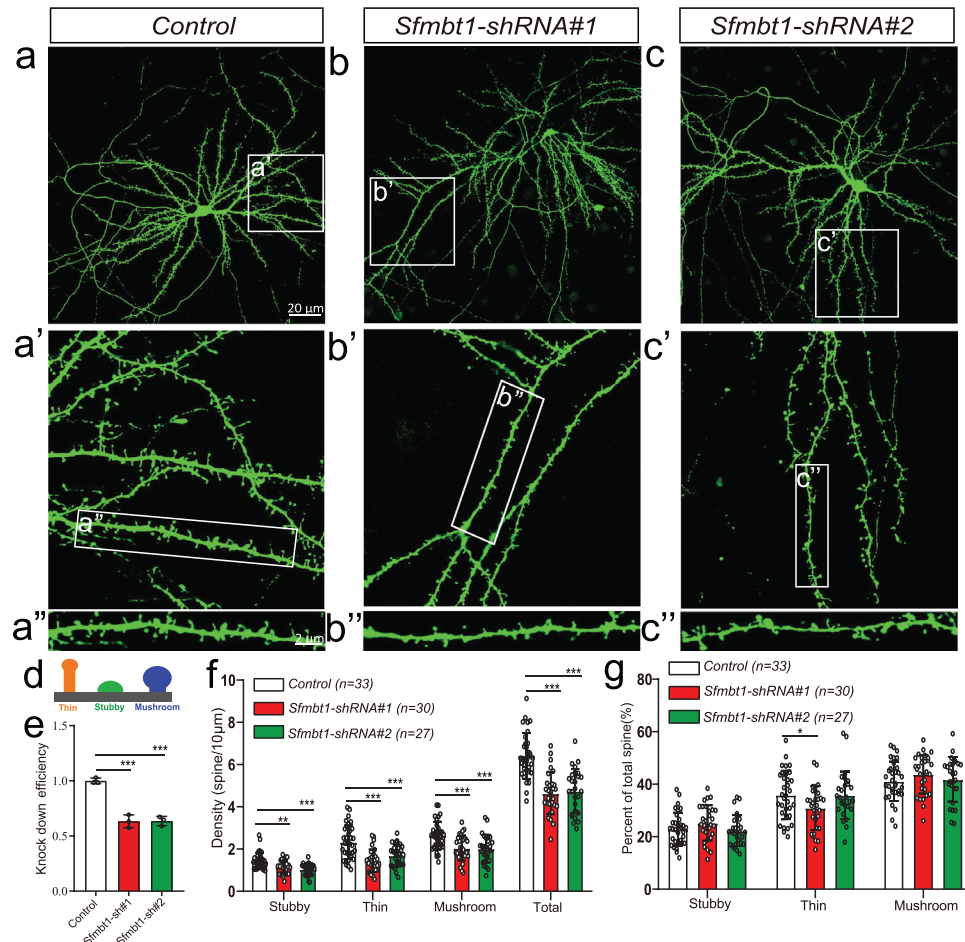 Control
Sfmbt1-shRNA#1
Sfmbt1-shRNA#2
a
b
c
a'
b'
c'
20 μm
a'
b'
c'
a”
b”
c”
a”
2 μm
b"
c"
d
Thin
Stubby
Mushroom
e
Knock down efficiency
1.5
1.0
0.5
0.0
***
***
Control
Sfmbt1-sh#1
Sfmbt1-sh#2
f
Density (spine/10μm)
10
8
6
4
2
0
Control (n=33)
Sfmbt1-shRNA#1 (n=30)
Sfmbt1-shRNA#2 (n=27)
***
**
***
***
***
***
***
***
Stubby
Thin
Mushroom
Total
g
Percent of total spine(%)
80
60
40
20
0
Control (n=33)
Sfmbt1-shRNA#1 (n=30)
Sfmbt1-shRNA#2 (n=27)
*
Stubby
Thin
Mushroom